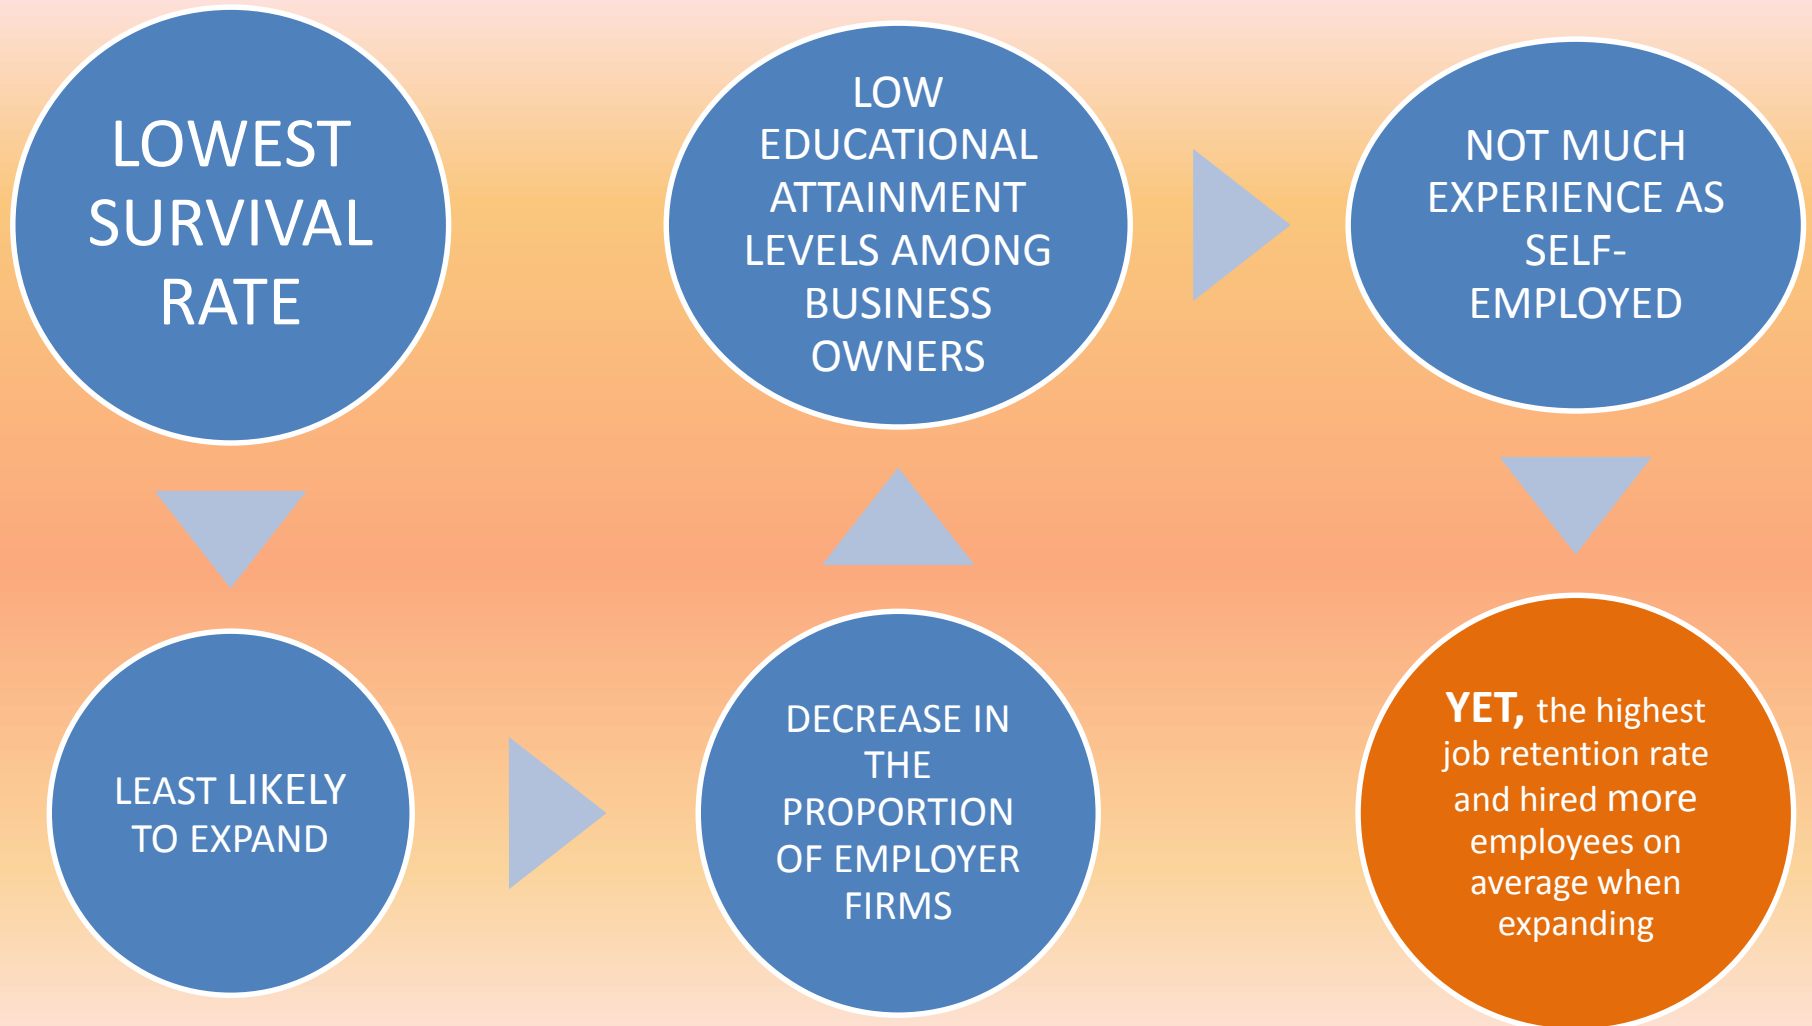 LOWEST
SURVIVAL
RATE
LEAST LIKELY
TO EXPAND
DECREASE IN
THE
PROPORTION
OF EMPLOYER
FIRMS
LOW
EDUCATIONAL
ATTAINMENT
LEVELS AMONG
BUSINESS
OWNERS
NOT MUCH
EXPERIENCE AS
SELF-
EMPLOYED
YET, the highest
job retention rate
and hired more
employees on
average when
expanding